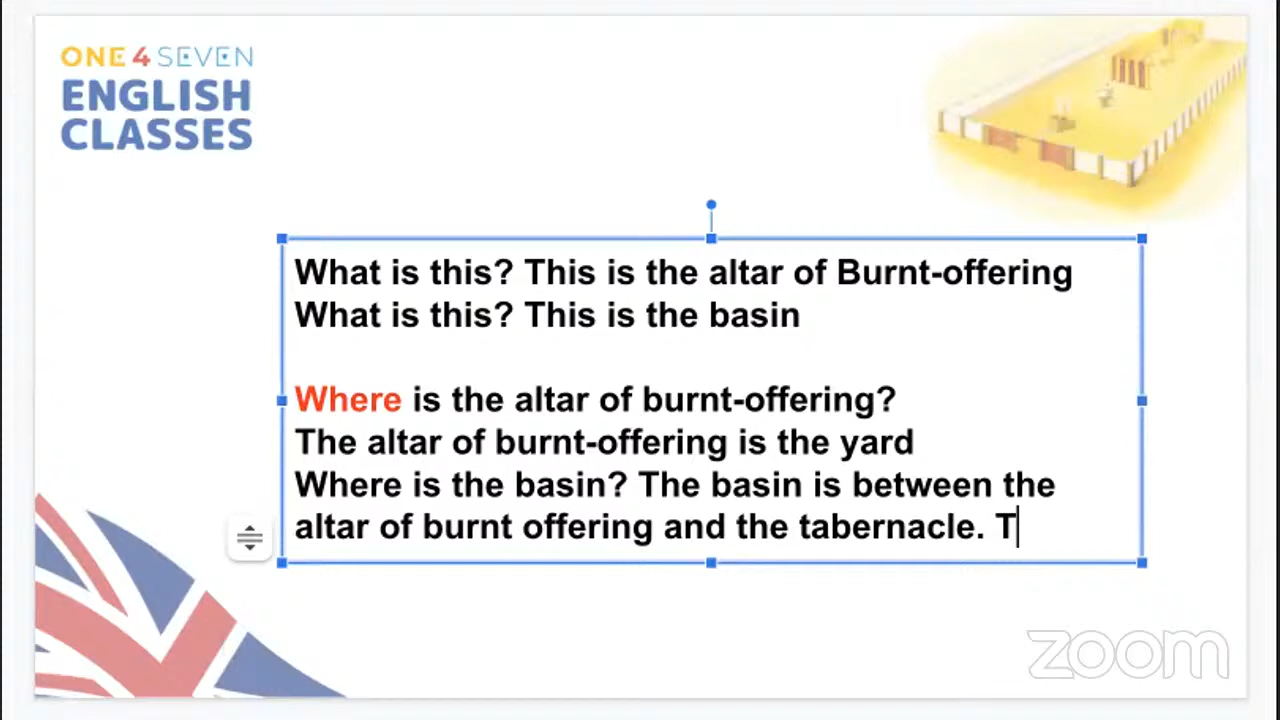 ONE 4 SEVEN
ENGLISH
CLASSES
What is this? This is the altar of Burnt-offering
What is this? This is the basin
Where is the altar of burnt-offering?
The altar of burnt-offering is the yard
Where is the basin? The basin is between the
altar of burnt offering and the tabernacle. T
zoom